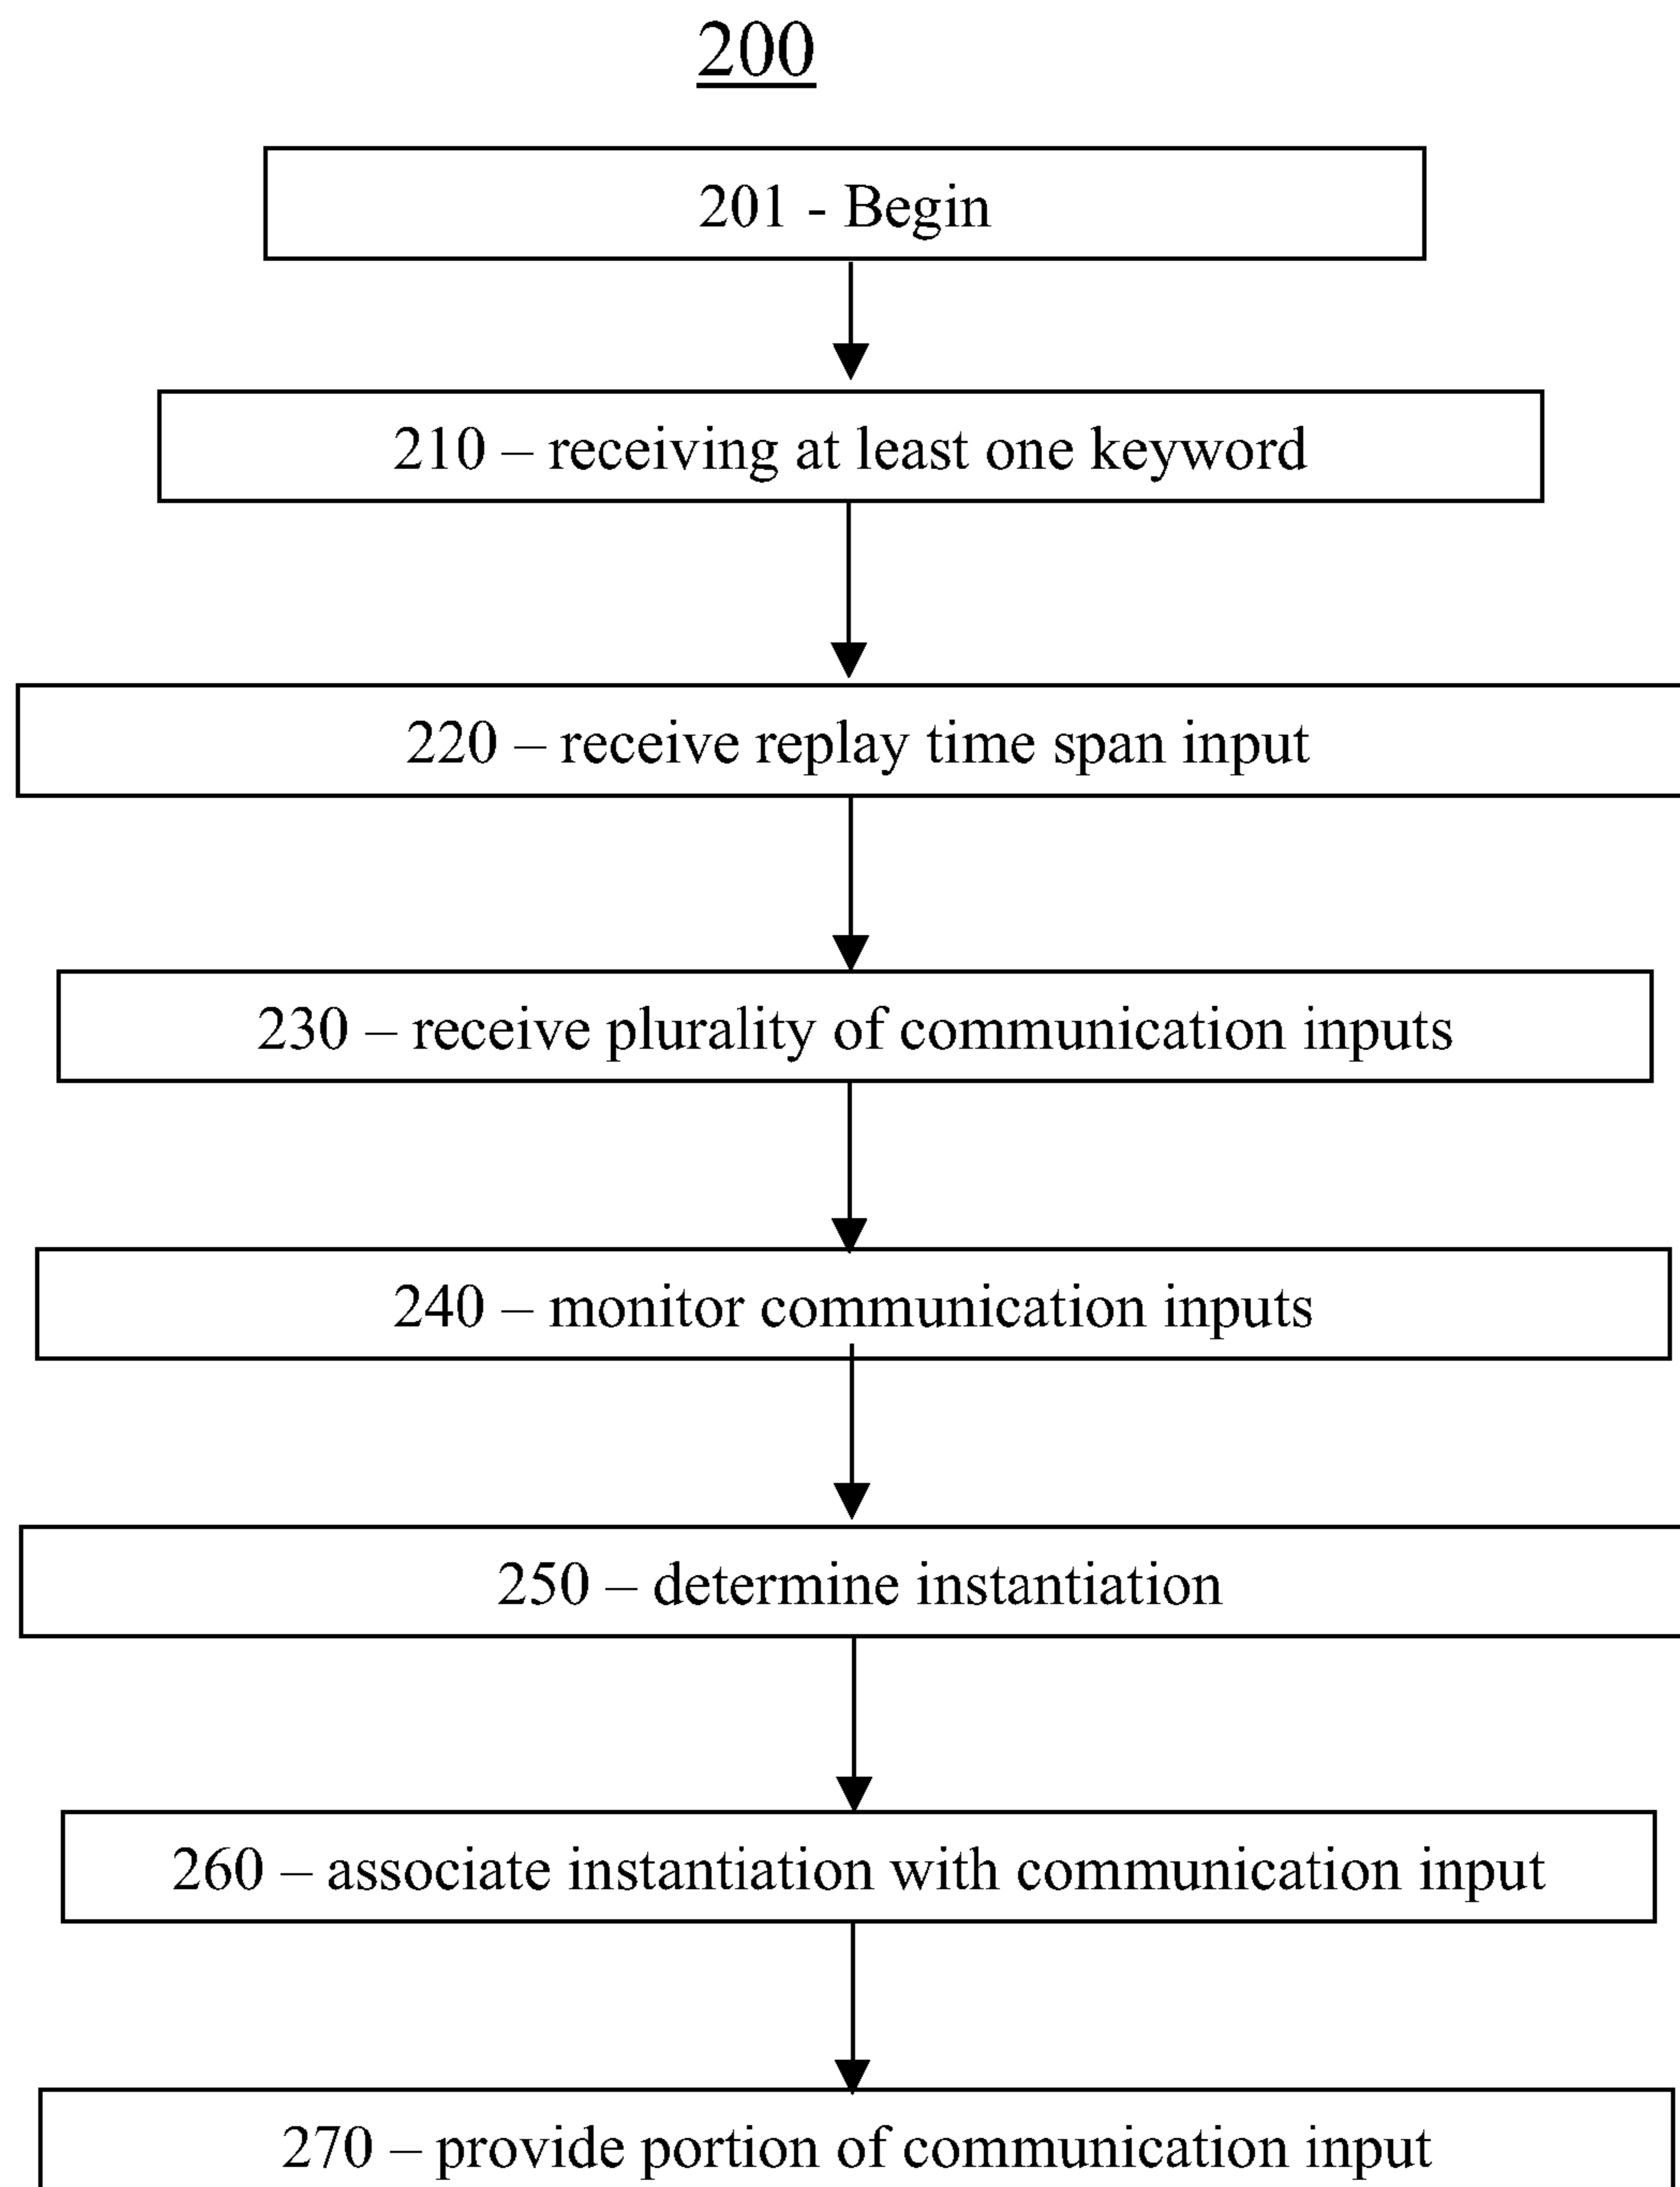 200
201 - Begin
210 – receiving at least one keyword
220 – receive replay time span input
230 – receive plurality of communication inputs
240 – monitor communication inputs
250 – determine instantiation
260 – associate instantiation with communication input
270 – provide portion of communication input